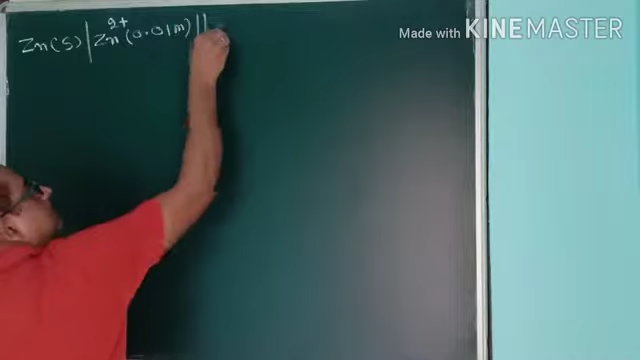 Made with KINEMASTER
Zn(s) | Zn²⁺ (0.01M) ||